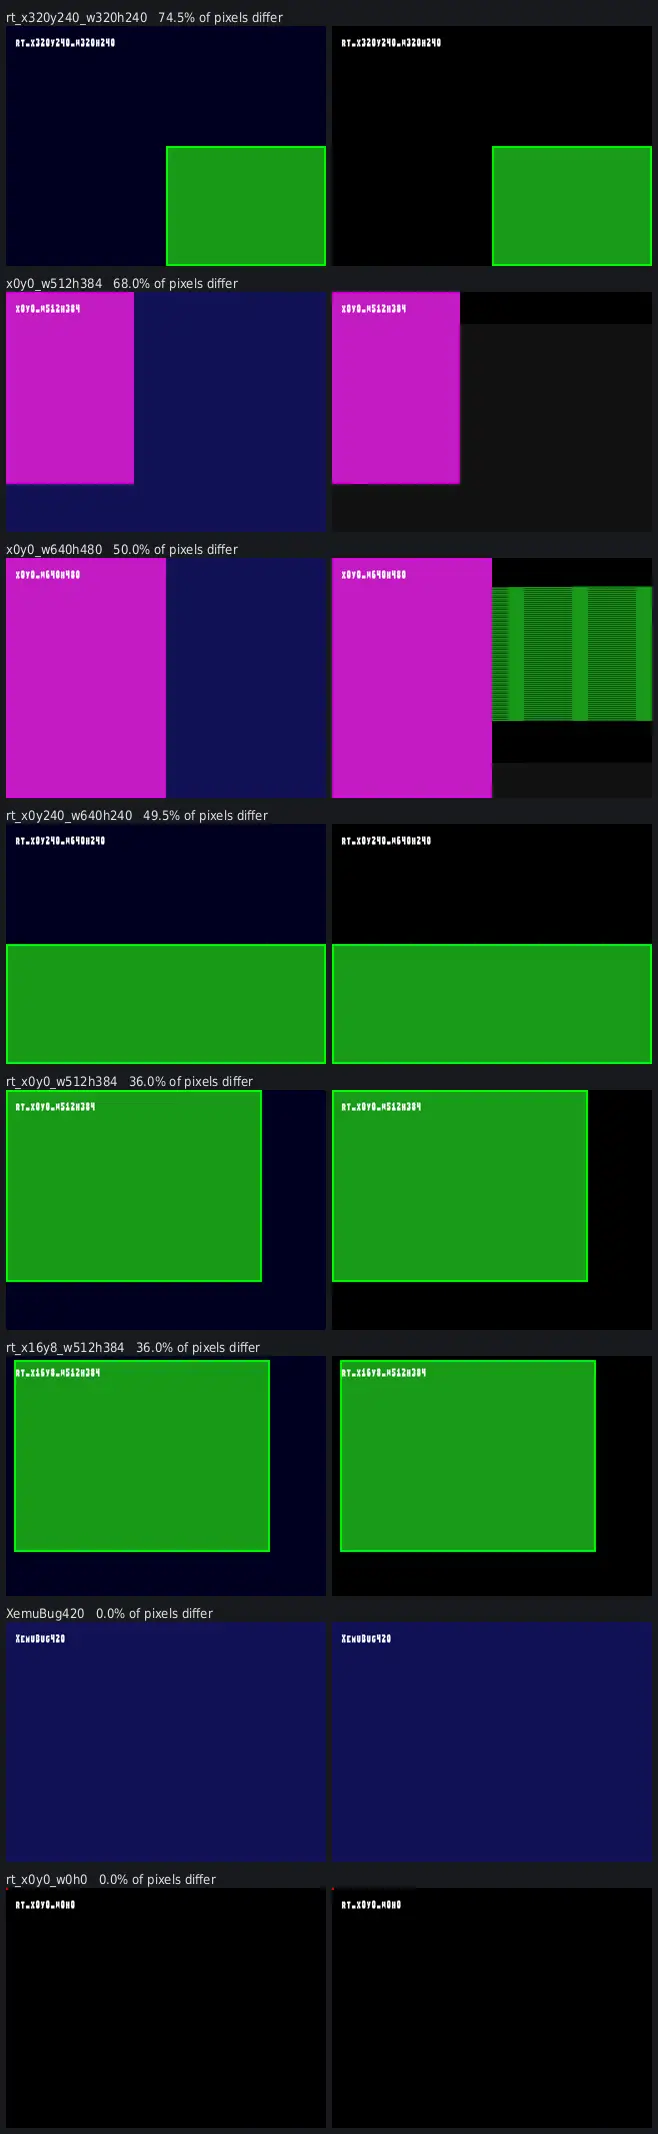 rt_x320y240_w320h240 74.5% of pixels differ
RT_X320Y240_W320H240 RT_X320Y240_W320H240
x0y0_w512h384 68.0% of pixels differ
X0Y0_W512H384 X0Y0_W512H384
x0y0_w640h480 50.0% of pixels differ
X0Y0_W640H480 X0Y0_W640H480
rt_x0y240_w640h240 49.5% of pixels differ
RT_X0Y240_W640H240 RT_X0Y240_W640H240
rt_x0y0_w512h384 36.0% of pixels differ
RT_X0Y0_W512H384 RT_X0Y0_W512H384
rt_x16y8_w512h384 36.0% of pixels differ
RT_X16Y8_W512H384 RT_X16Y8_W512H384
XemuBug420 0.0% of pixels differ
XemuBug420 XemuBug420
rt_x0y0_w0h0 0.0% of pixels differ
RT_X0Y0_W0H0 RT_X0Y0_W0H0